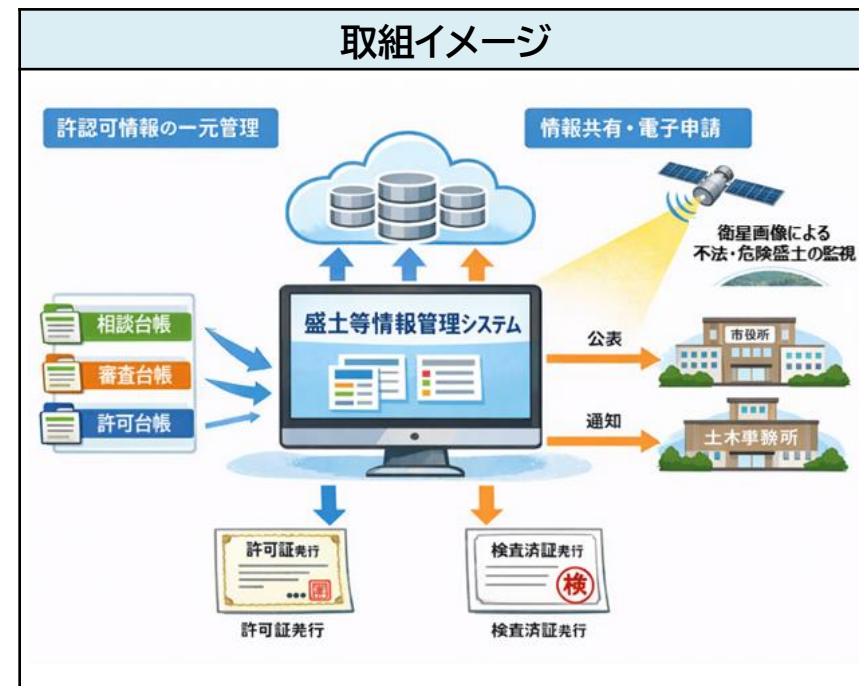 取組イメージ
許認可情報の一元管理
情報共有・電子申請
衛星画像による
不法・危険盛土の監視
相談台帳
審査台帳
許可台帳
盛土等情報管理システム
公表
市役所
通知
土木事務所
許可証発行
許可証発行
検査済証発行
検
検査済証発行